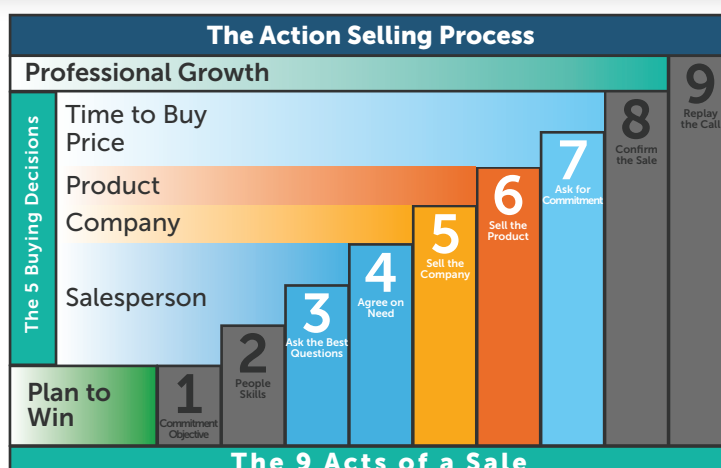 The Action Selling Process
Professional Growth
The 5 Buying Decisions
Time to Buy
Price
Product
Company
Salesperson
Plan to
Win
1
Commitment
Objective
2
People
Skills
3
Ask the Best
Questions
4
Agree on
Need
5
Sell the
Company
6
Sell the
Product
7
Ask for
Commitment
8
Confirm
the Sale
9
Replay
the Call
The 9 Acts of a Sale